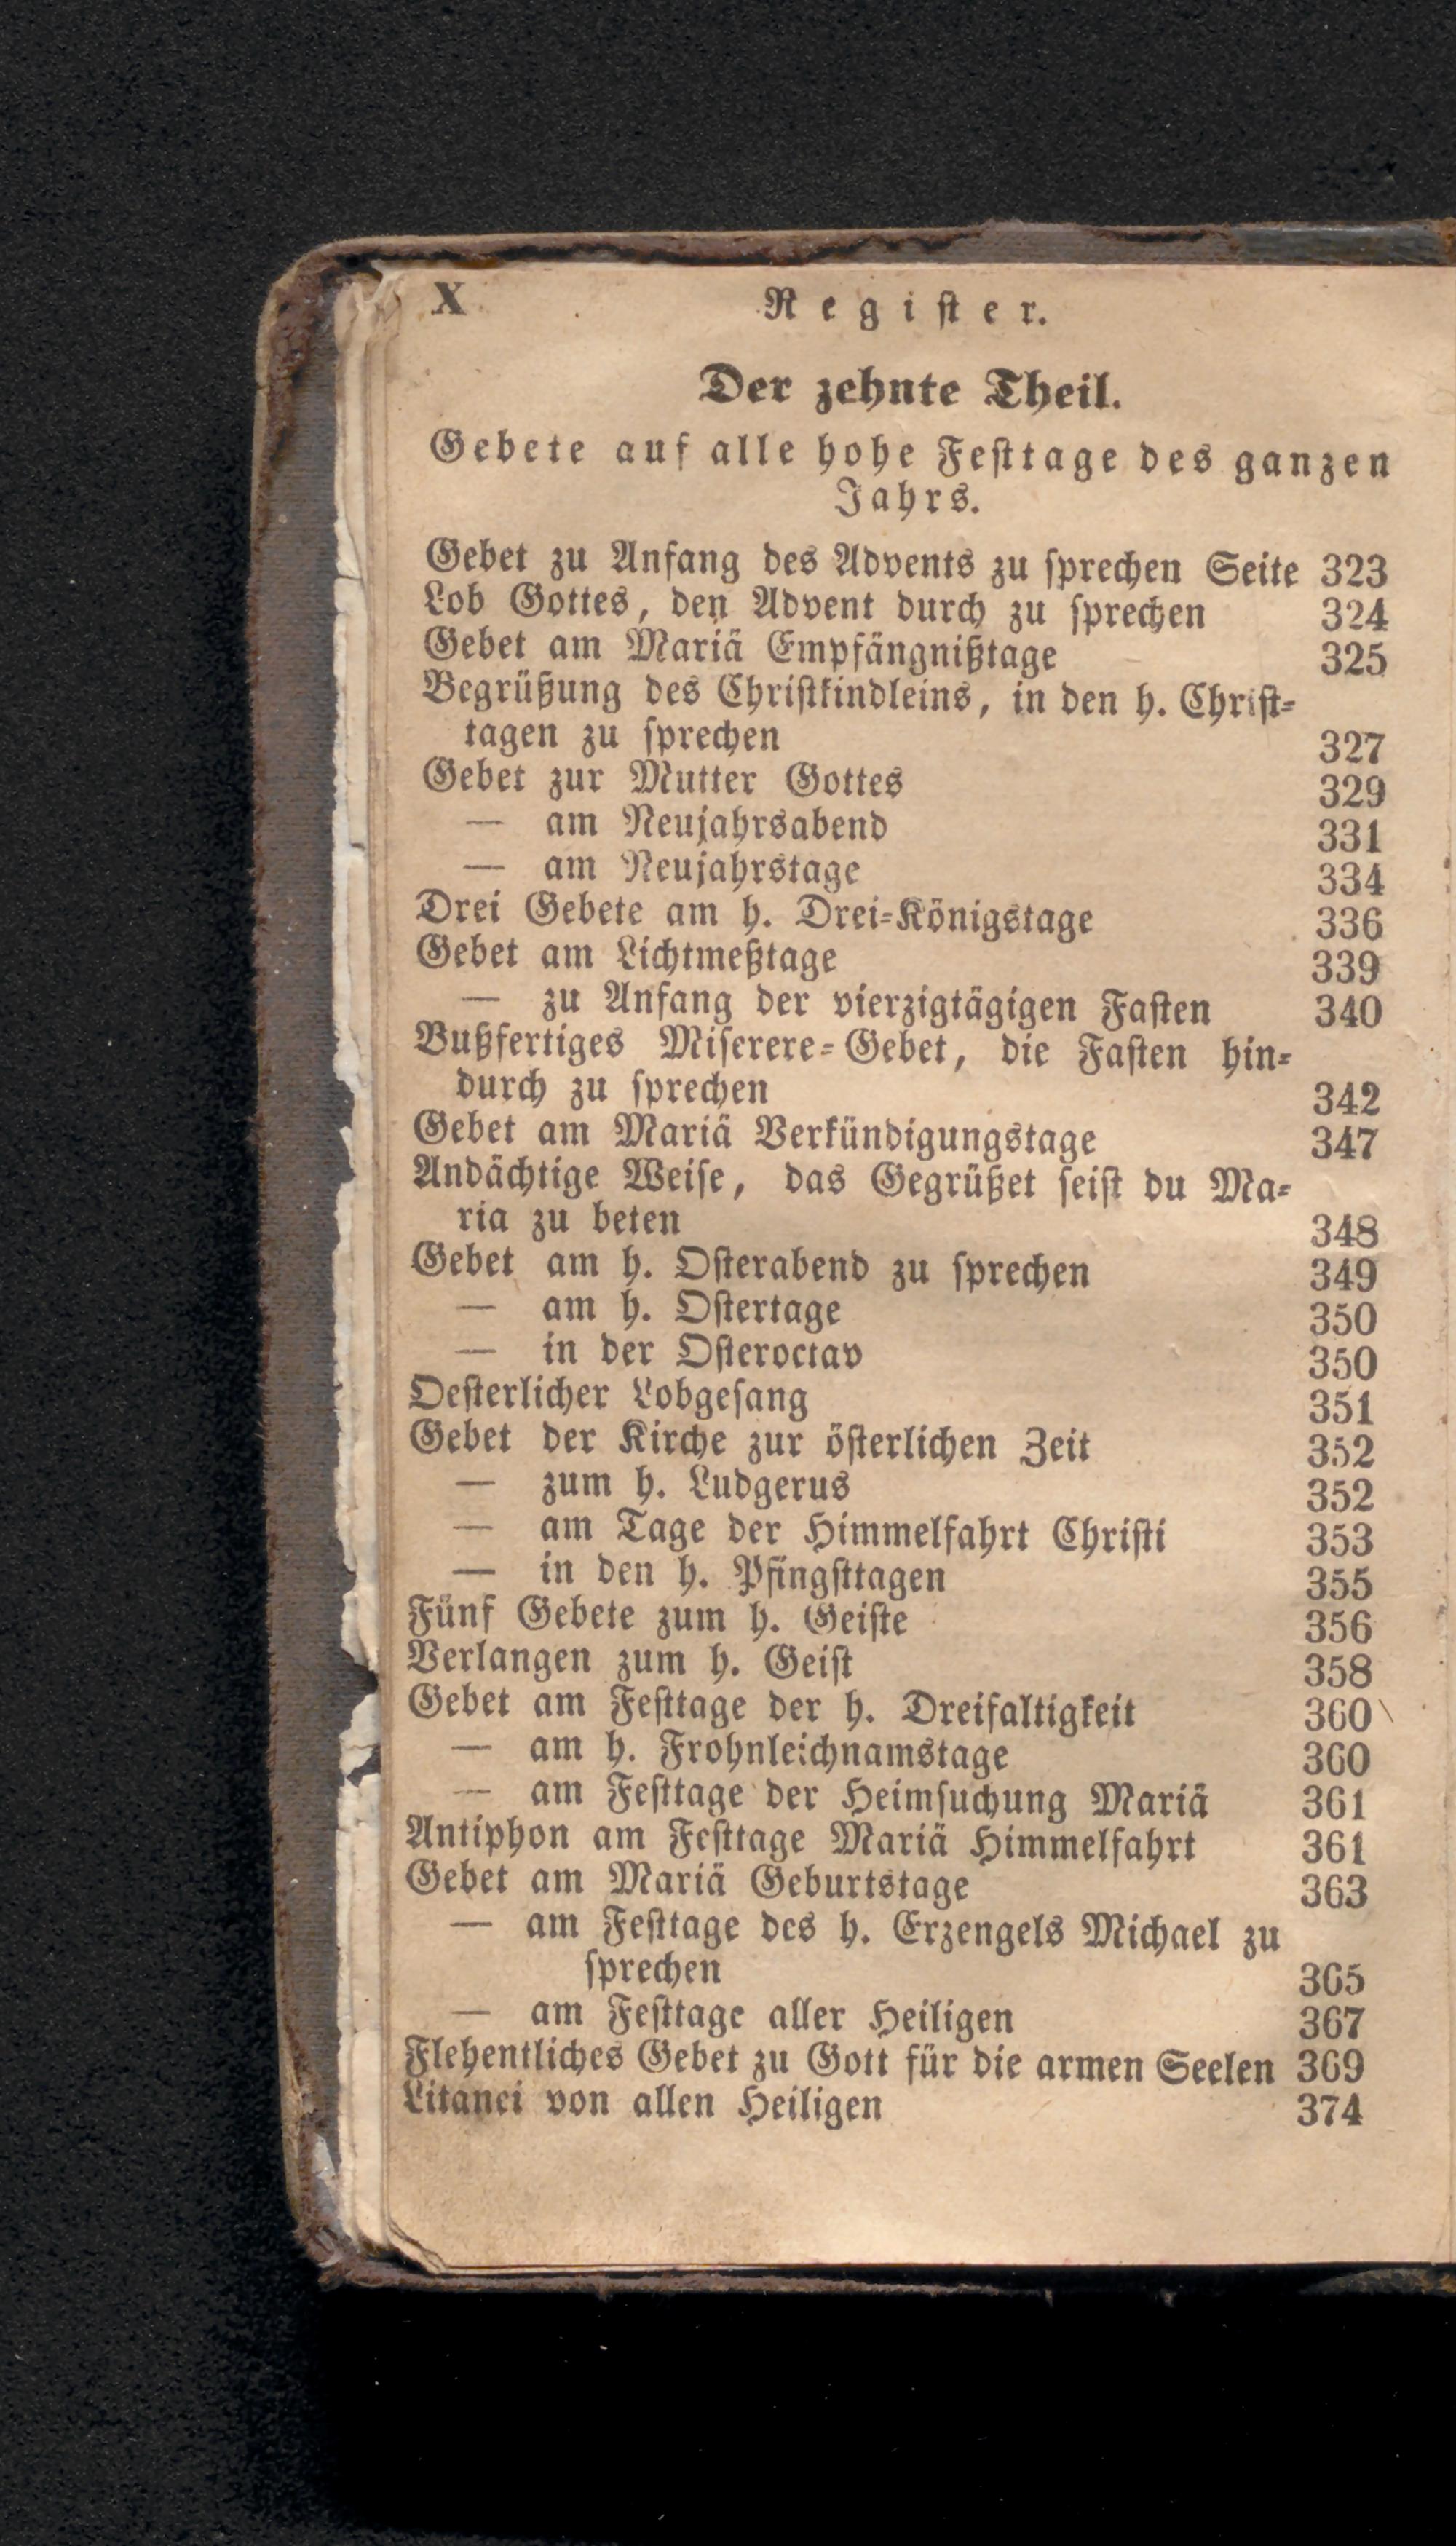 X
Register.
Der zehnte Theil.
Gebete auf alle hohe Festtage des ganzen
Jahrs.
Gebet zu Anfang des Advents zu sprechen Seite 323
Lob Gottes, den Advent durch zu sprechen 324
Gebet am Mariä Empfängnißtage 325
Begrüßung des Christkindleins, in den h. Christ-
tagen zu sprechen 327
Gebet zur Mutter Gottes 329
— am Neujahrsabend 331
— am Neujahrstage 334
Drei Gebete am h. Drei-Königstage 336
Gebet am Lichtmeßtage 339
— zu Anfang der vierzigtägigen Fasten 340
Bußfertiges Miserere-Gebet, die Fasten hin-
durch zu sprechen 342
Gebet am Mariä Verkündigungstage 347
Andächtige Weise, das Gegrüßet seist du Ma-
ria zu beten 348
Gebet am h. Osterabend zu sprechen 349
— am h. Ostertage 350
— in der Osteroctav 350
Oesterlicher Lobgesang 351
Gebet der Kirche zur österlichen Zeit 352
— zum h. Ludgerus 352
— am Tage der Himmelfahrt Christi 353
— in den h. Pfingsttagen 355
Fünf Gebete zum h. Geiste 356
Verlangen zum h. Geist 358
Gebet am Festtage der h. Dreifaltigkeit 360
— am h. Frohnleichnamstage 360
— am Festtage der Heimsuchung Mariä 361
Antiphon am Festtage Mariä Himmelfahrt 361
Gebet am Mariä Geburtstage 363
— am Festtage des h. Erzengels Michael zu
sprechen 365
— am Festtage aller Heiligen 367
Flehentliches Gebet zu Gott für die armen Seelen 369
Litanei von allen Heiligen 374